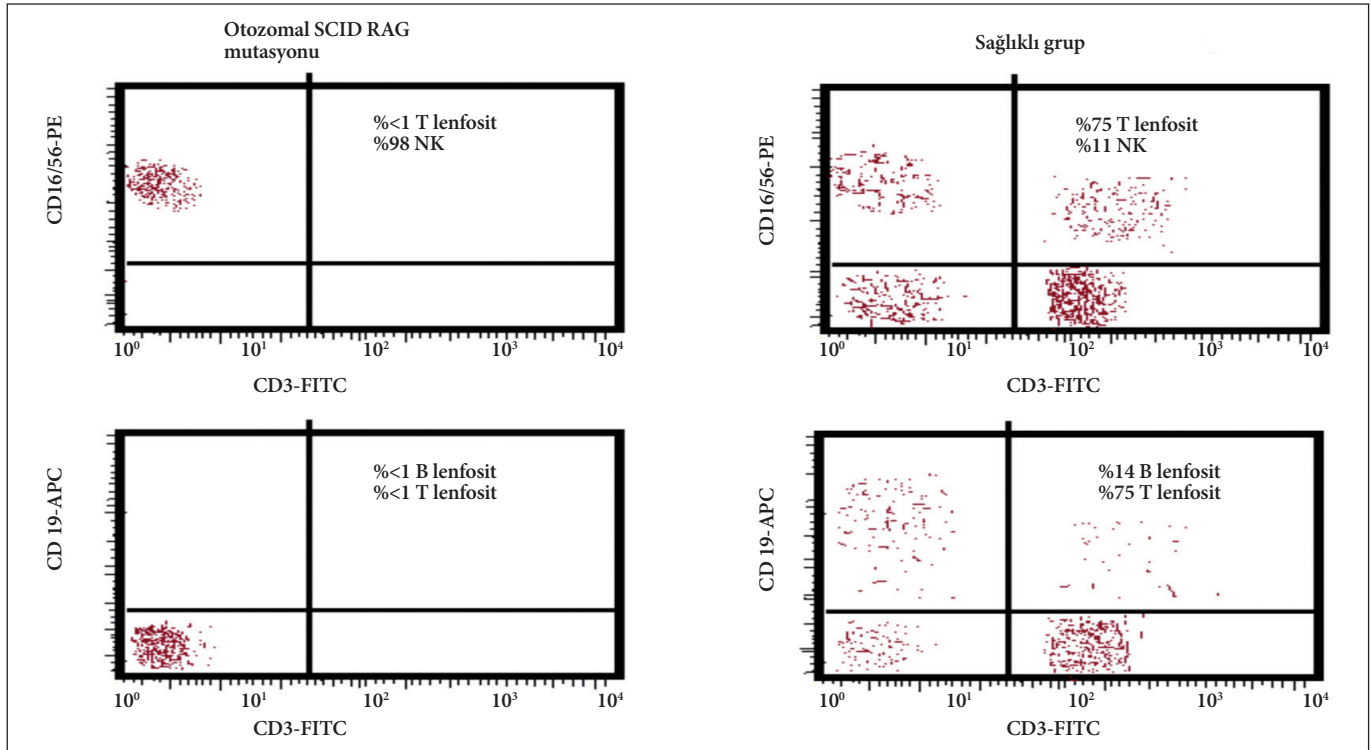 Otozomal SCID RAG
mutasyonu
CD16/56-PE
%<1 T lenfosit
%98 NK
10⁰ 10¹ 10² 10³ 10⁴
CD3-FITC
Sağlıklı grup
CD16/56-PE
%75 T lenfosit
%11 NK
10⁰ 10¹ 10² 10³ 10⁴
CD3-FITC
CD 19-APC
%<1 B lenfosit
%<1 T lenfosit
10⁰ 10¹ 10² 10³ 10⁴
CD3-FITC
CD 19-APC
%14 B lenfosit
%75 T lenfosit
10⁰ 10¹ 10² 10³ 10⁴
CD3-FITC